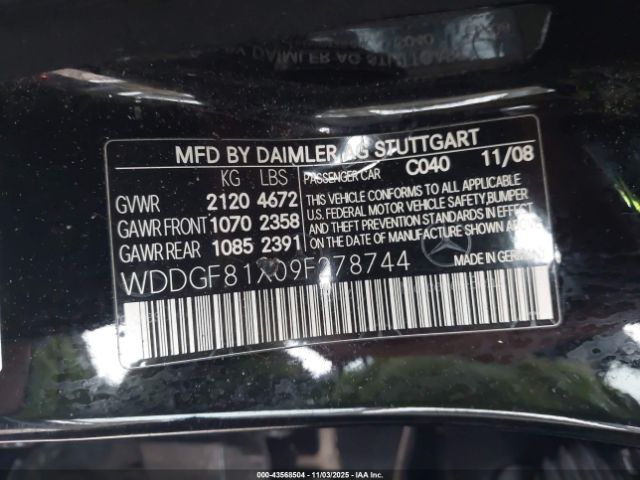 MFD BY DAIMLER AG STUTTGART
KG LBS
PASSENGER CAR C040 11/08
GVWR 2120 4672
GAWR FRONT 1070 2358
GAWR REAR 1085 2391
THIS VEHICLE CONFORMS TO ALL APPLICABLE
U.S. FEDERAL MOTOR VEHICLE SAFETY,BUMPER
AND THEFT PREVENTION STANDARDS IN EFFECT
ON THE DATE OF MANUFACTURE SHOWN ABOVE.
MADE IN GERMANY
WDDGF81X09F278744
000-43568504 - 11/03/2025 - IAA Inc.